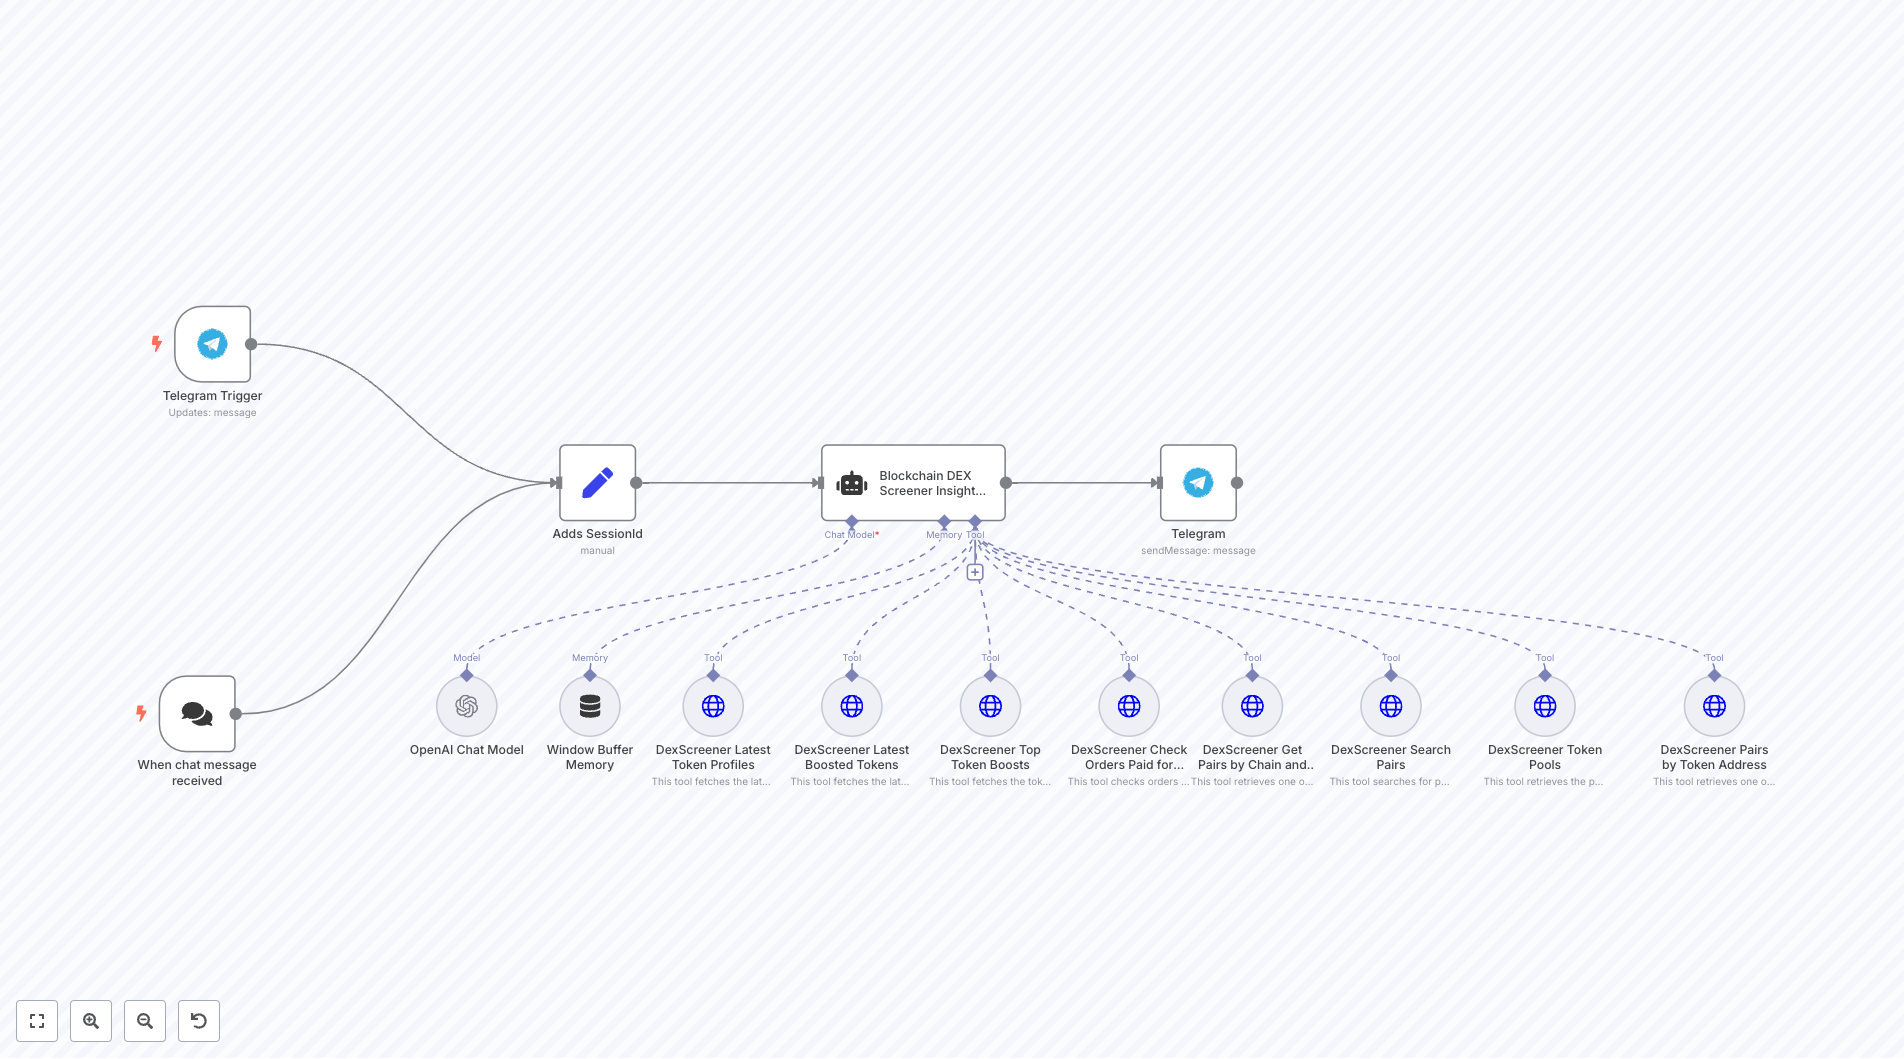 Telegram Trigger
Updates: message
Adds SessionId
manual
Blockchain DEX
Screener Insight...
Chat Model*
Memory
Tool
Telegram
sendMessage: message
When chat message
received
Model
OpenAI Chat Model
Memory
Window Buffer
Memory
Tool
DexScreener Latest
Token Profiles
This tool fetches the lat...
Tool
DexScreener Latest
Boosted Tokens
This tool fetches the lat...
Tool
DexScreener Top
Token Boosts
This tool fetches the tok...
Tool
DexScreener Check
Orders Paid for...
This tool checks orders ...
Tool
DexScreener Get
Pairs by Chain and..
This tool retrieves one o...
Tool
DexScreener Search
Pairs
This tool searches for p...
Tool
DexScreener Token
Pools
This tool retrieves the p...
Tool
DexScreener Pairs
by Token Address
This tool retrieves one o...